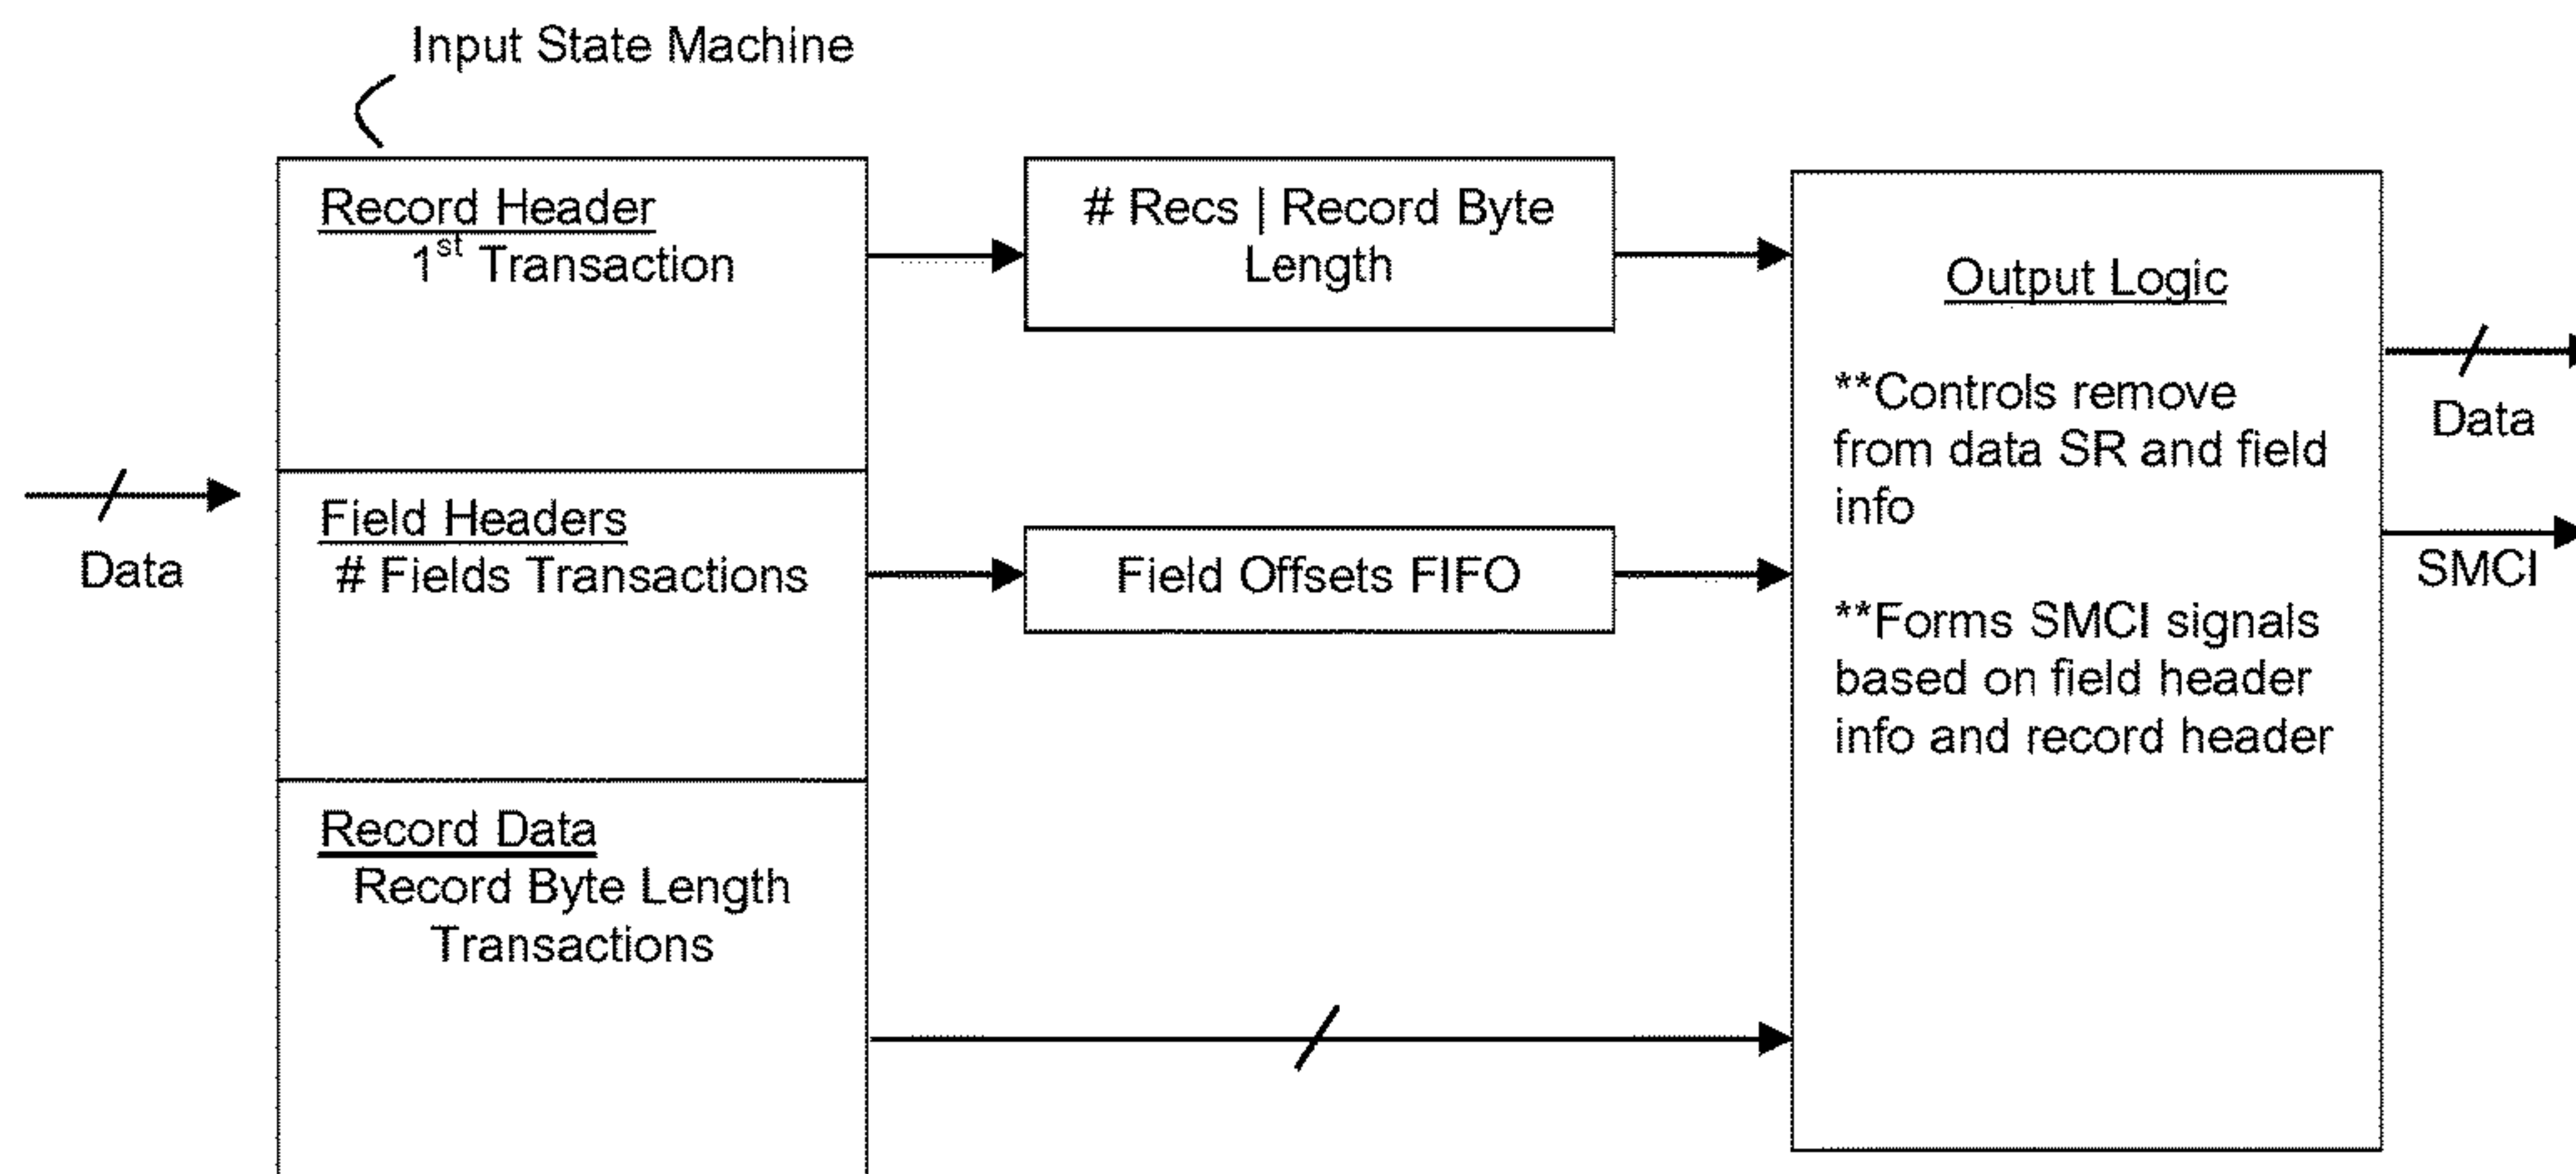 Input State Machine
Record Header
1st Transaction
# Recs | Record Byte
Length
Output Logic
**Controls remove
from data SR and field
info
**Forms SMCI signals
based on field header
info and record header
Data
SMCI
Data
Field Headers
# Fields Transactions
Field Offsets FIFO
Record Data
Record Byte Length
Transactions